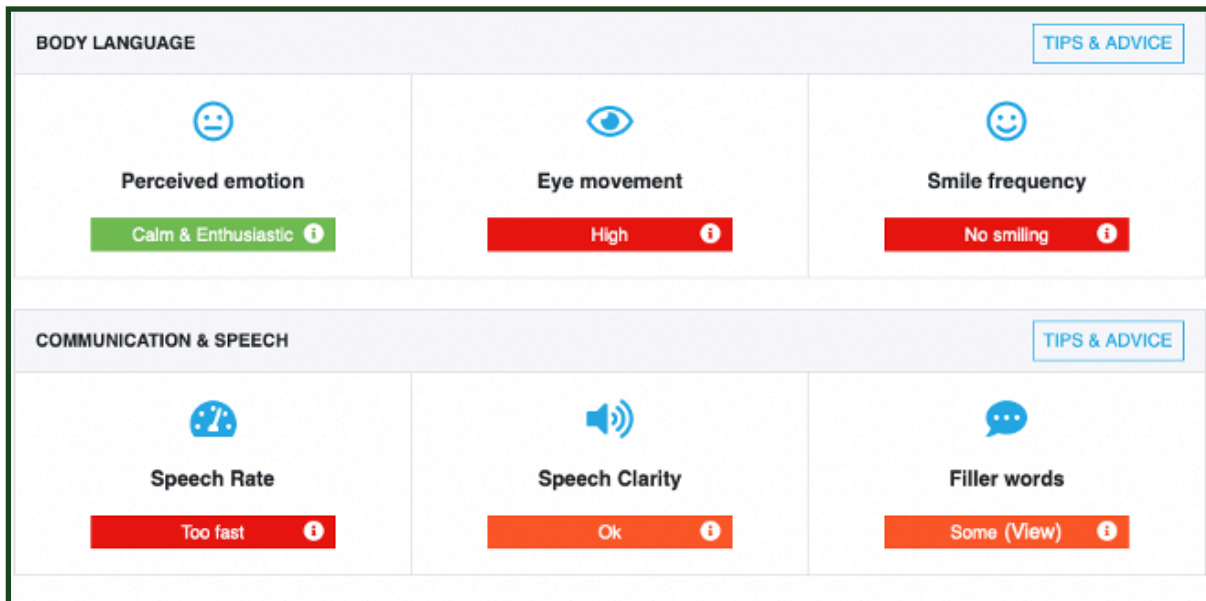 BODY LANGUAGE TIPS & ADVICE
Perceived emotion Eye movement Smile frequency
Calm & Enthusiastic High No smiling
COMMUNICATION & SPEECH TIPS & ADVICE
Speech Rate Speech Clarity Filler words
Too fast Ok Some (View)